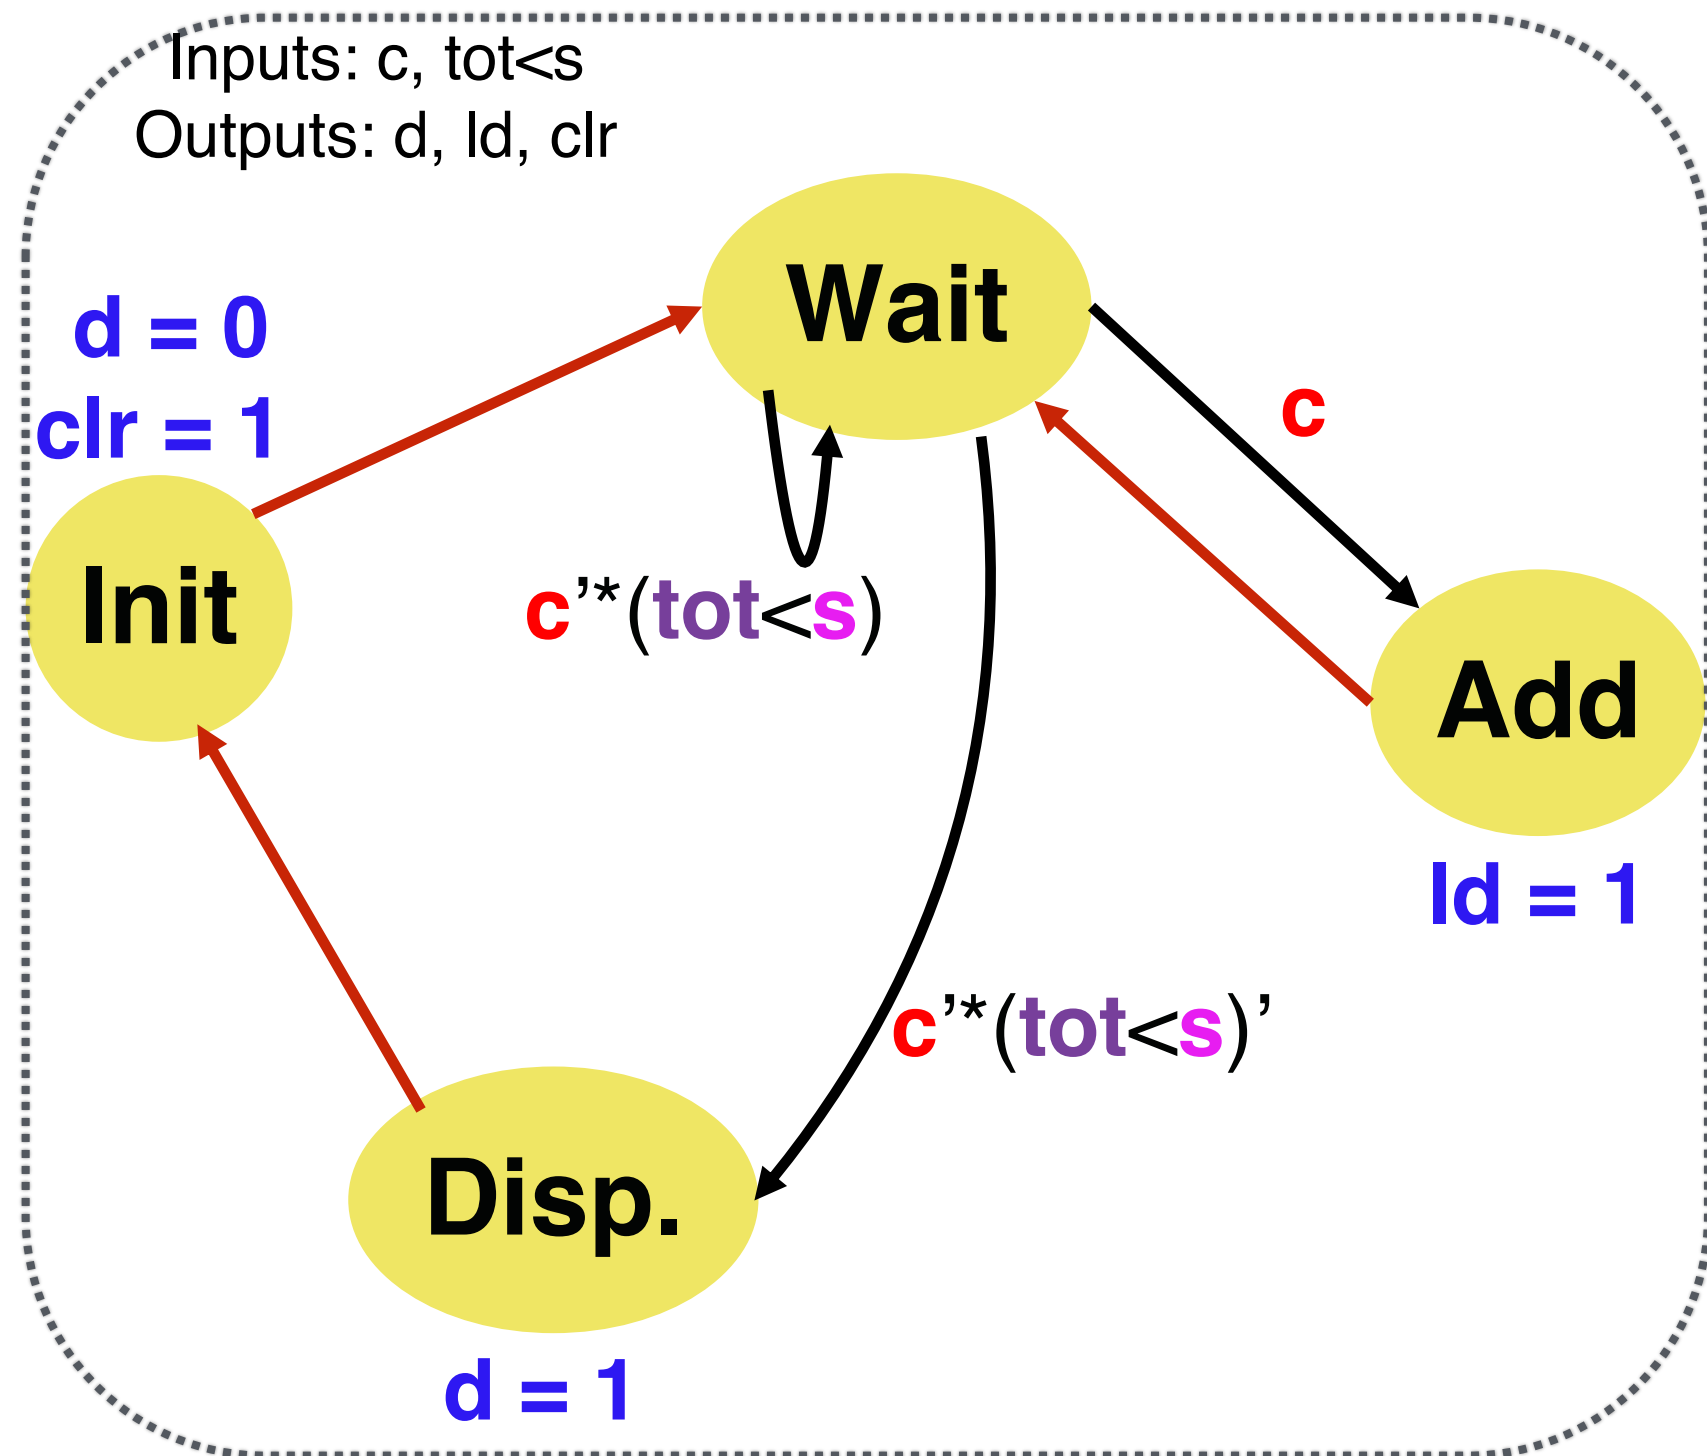 Inputs: c, tot<s
Outputs: d, ld, clr
Wait
d = 0
clr = 1
c
Init
c’*(tot<s)
Add
ld = 1
c’*(tot<s)’
Disp.
d = 1